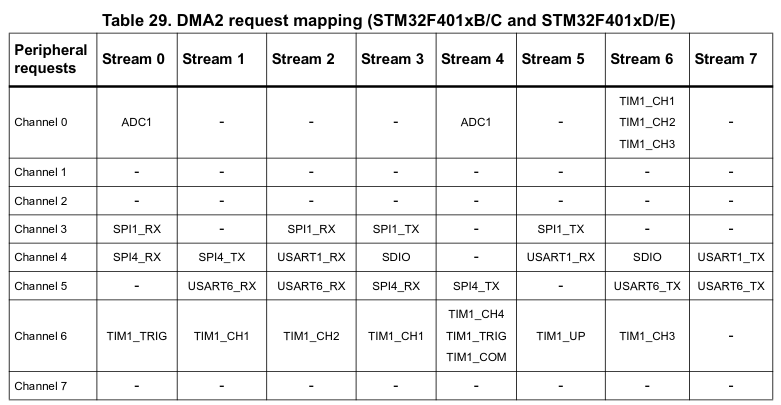 Table 29. DMA2 request mapping (STM32F401xB/C and STM32F401xD/E)
Peripheral requests Stream 0 Stream 1 Stream 2 Stream 3 Stream 4 Stream 5 Stream 6 Stream 7
Channel 0 ADC1 - - - ADC1 - TIM1_CH1 TIM1_CH2 TIM1_CH3 -
Channel 1 - - - - - - - -
Channel 2 - - - - - - - -
Channel 3 SPI1_RX - SPI1_RX SPI1_TX - SPI1_TX - -
Channel 4 SPI4_RX SPI4_TX USART1_RX SDIO - USART1_RX SDIO USART1_TX
Channel 5 - USART6_RX USART6_RX SPI4_RX SPI4_TX - USART6_TX USART6_TX
Channel 6 TIM1_TRIG TIM1_CH1 TIM1_CH2 TIM1_CH1 TIM1_CH4 TIM1_TRIG TIM1_COM TIM1_UP TIM1_CH3 -
Channel 7 - - - - - - - -